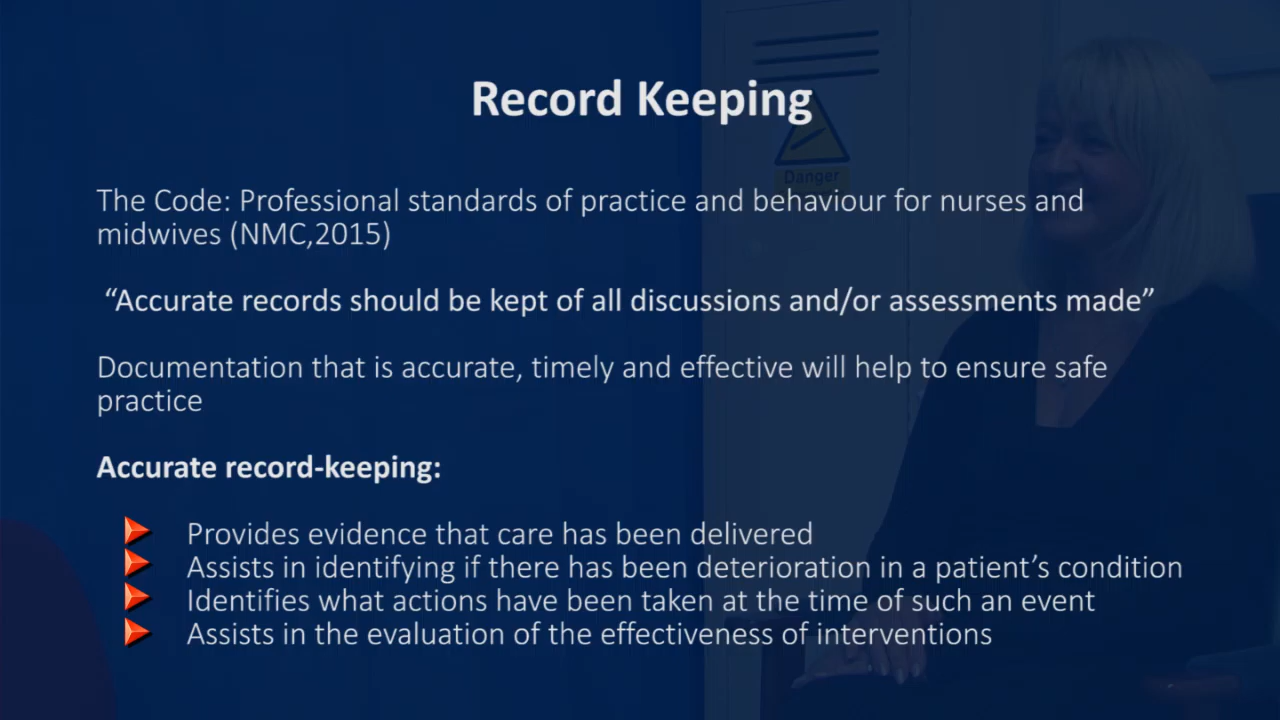 Record Keeping
Danger
The Code: Professional standards of practice and behaviour for nurses and
midwives (NMC,2015)
“Accurate records should be kept of all discussions and/or assessments made”
Documentation that is accurate, timely and effective will help to ensure safe
practice
Accurate record-keeping:
Provides evidence that care has been delivered
Assists in identifying if there has been deterioration in a patient’s condition
Identifies what actions have been taken at the time of such an event
Assists in the evaluation of the effectiveness of interventions